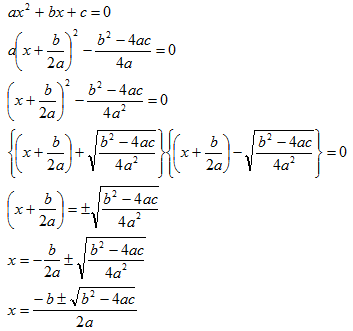 ax² + bx + c = 0
a(x + b/2a)² − (b² − 4ac)/4a = 0
(x + b/2a)² − (b² − 4ac)/4a² = 0
{(x + b/2a) + √((b² − 4ac)/4a²)}{(x + b/2a) − √((b² − 4ac)/4a²)} = 0
(x + b/2a) = ±√((b² − 4ac)/4a²)
x = −b/2a ± √((b² − 4ac)/4a²)
x = (−b ± √(b² − 4ac))/2a